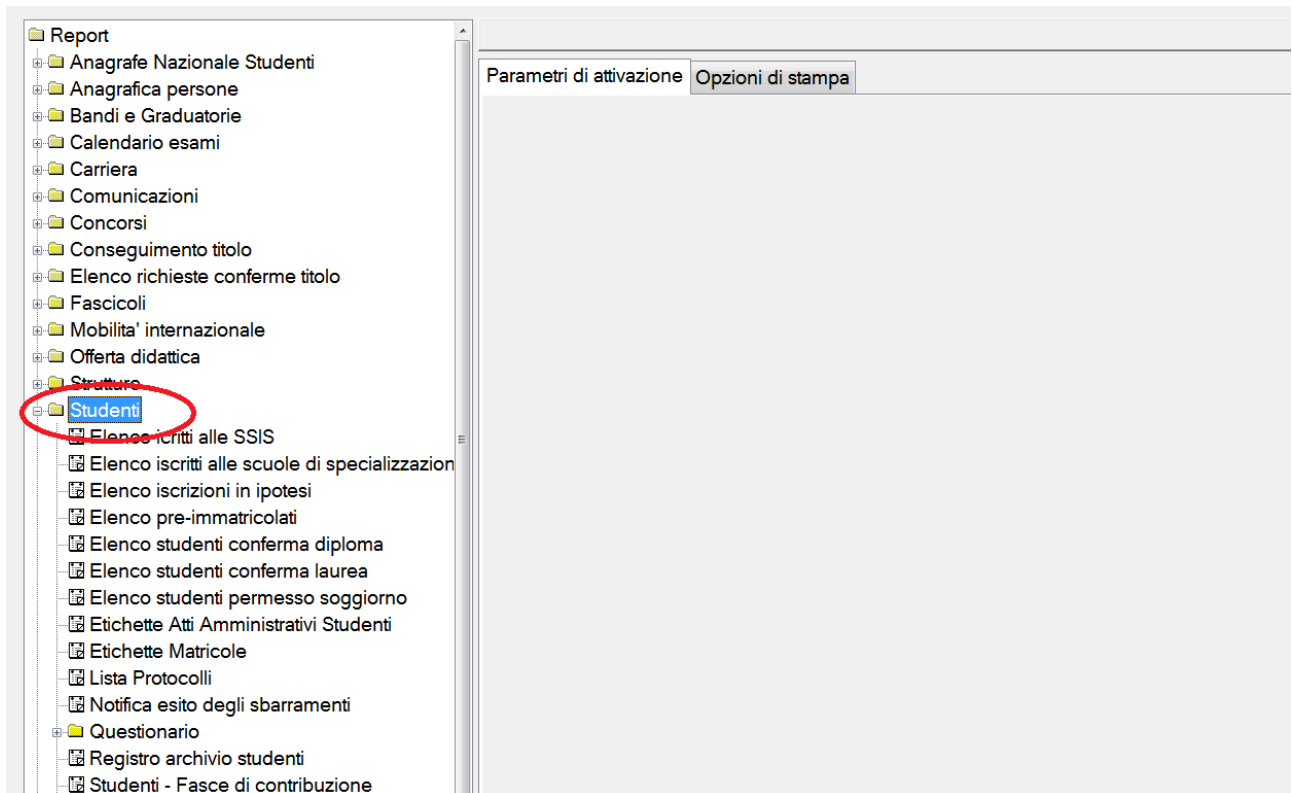 Report
Anagrafe Nazionale Studenti
Anagrafica persone
Bandi e Graduatorie
Calendario esami
Carriera
Comunicazioni
Concorsi
Conseguimento titolo
Elenco richieste conferme titolo
Fascicoli
Mobilita' internazionale
Offerta didattica
Strutture
Studenti
Elenco icritti alle SSIS
Elenco iscritti alle scuole di specializzazion
Elenco iscrizioni in ipotesi
Elenco pre-immatricolati
Elenco studenti conferma diploma
Elenco studenti conferma laurea
Elenco studenti permesso soggiorno
Etichette Atti Amministrativi Studenti
Etichette Matricole
Lista Protocolli
Notifica esito degli sbarramenti
Questionario
Registro archivio studenti
Studenti - Fasce di contribuzione
Parametri di attivazione
Opzioni di stampa